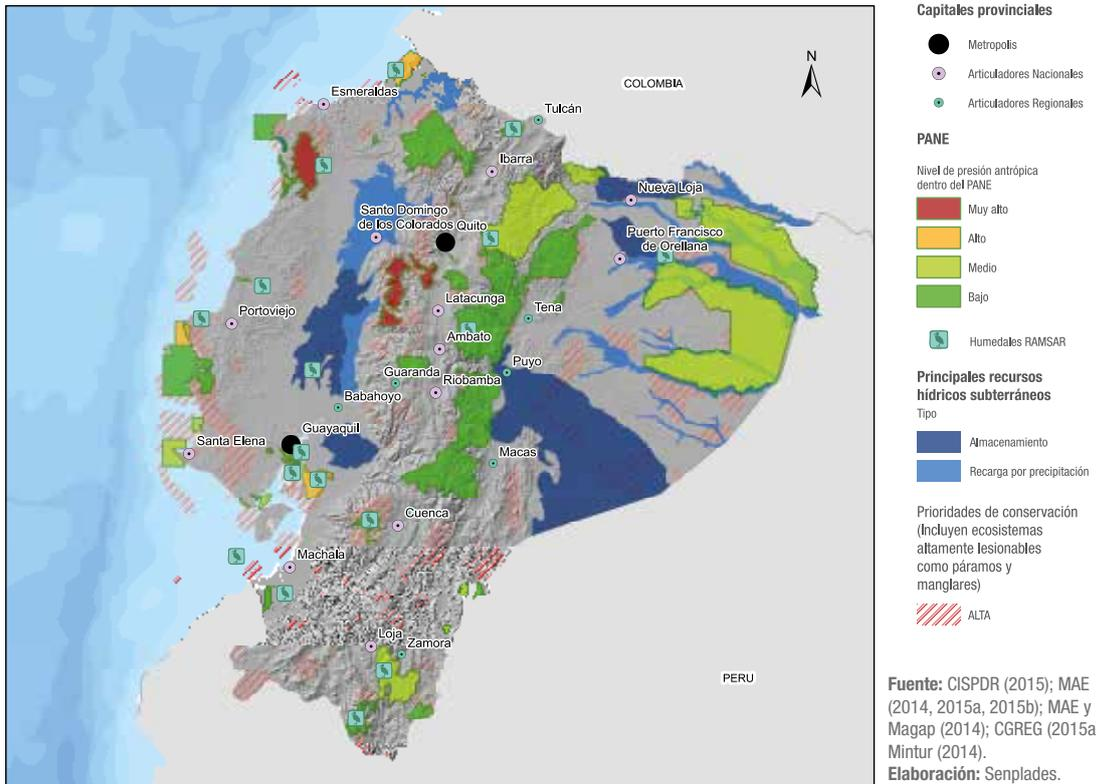 N
COLOMBIA
Esmeraldas
Tulcán
Ibarra
Nueva Loja
Santo Domingo
de los Colorados
Quito
Puerto Francisco
de Orellana
Latacunga
Tena
Portoviejo
Ambato
Puyo
Guaranda
Riobamba
Babahoyo
Guayaquil
Santa Elena
Macas
Cuenca
Machala
Loja
Zamora
PERU
Capitales provinciales
Metropolis
Articuladores Nacionales
Articuladores Regionales
PANE
Nivel de presión antrópica
dentro del PANE
Muy alto
Alto
Medio
Bajo
Humedales RAMSAR
Principales recursos
hídricos subterráneos
Tipo
Almacenamiento
Recarga por precipitación
Prioridades de conservación
(Incluyen ecosistemas
altamente lesionables
como páramos y
manglares)
ALTA
Fuente: CISPDR (2015); MAE
(2014, 2015a, 2015b); MAE y
Magap (2014); CGREG (2015a
Mintur (2014).
Elaboración: Senplades.